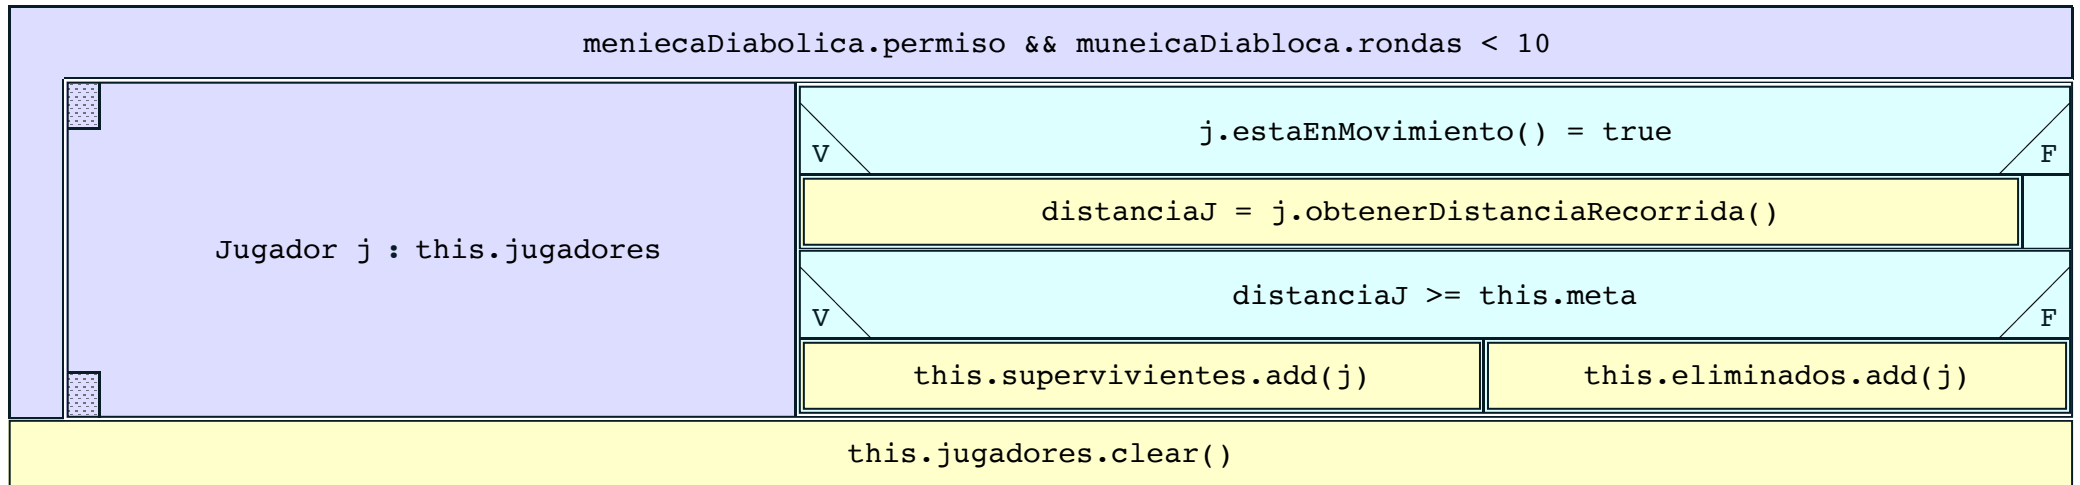 meniecaDiabolica.permiso && muneicaDiabloca.rondas < 10
j.estaEnMovimiento() = true
V
F
distanciaJ = j.obtenerDistanciaRecorrida()
Jugador j : this.jugadores
distanciaJ >= this.meta
V
F
this.supervivientes.add(j)
this.eliminados.add(j)
this.jugadores.clear()